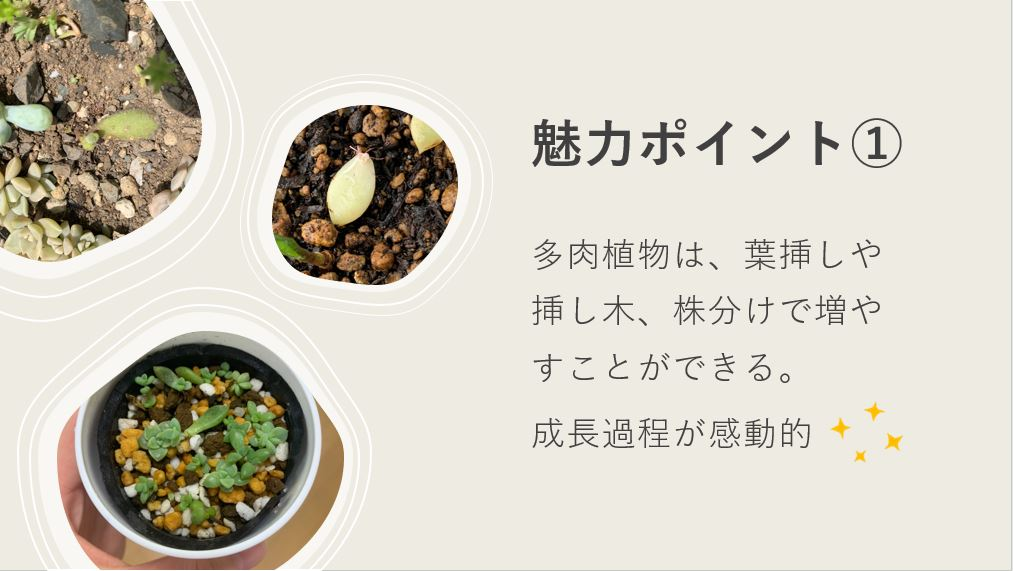 魅力ポイント①
多肉植物は、葉挿しや
挿し木、株分けで増や
すことができる。
成長過程が感動的